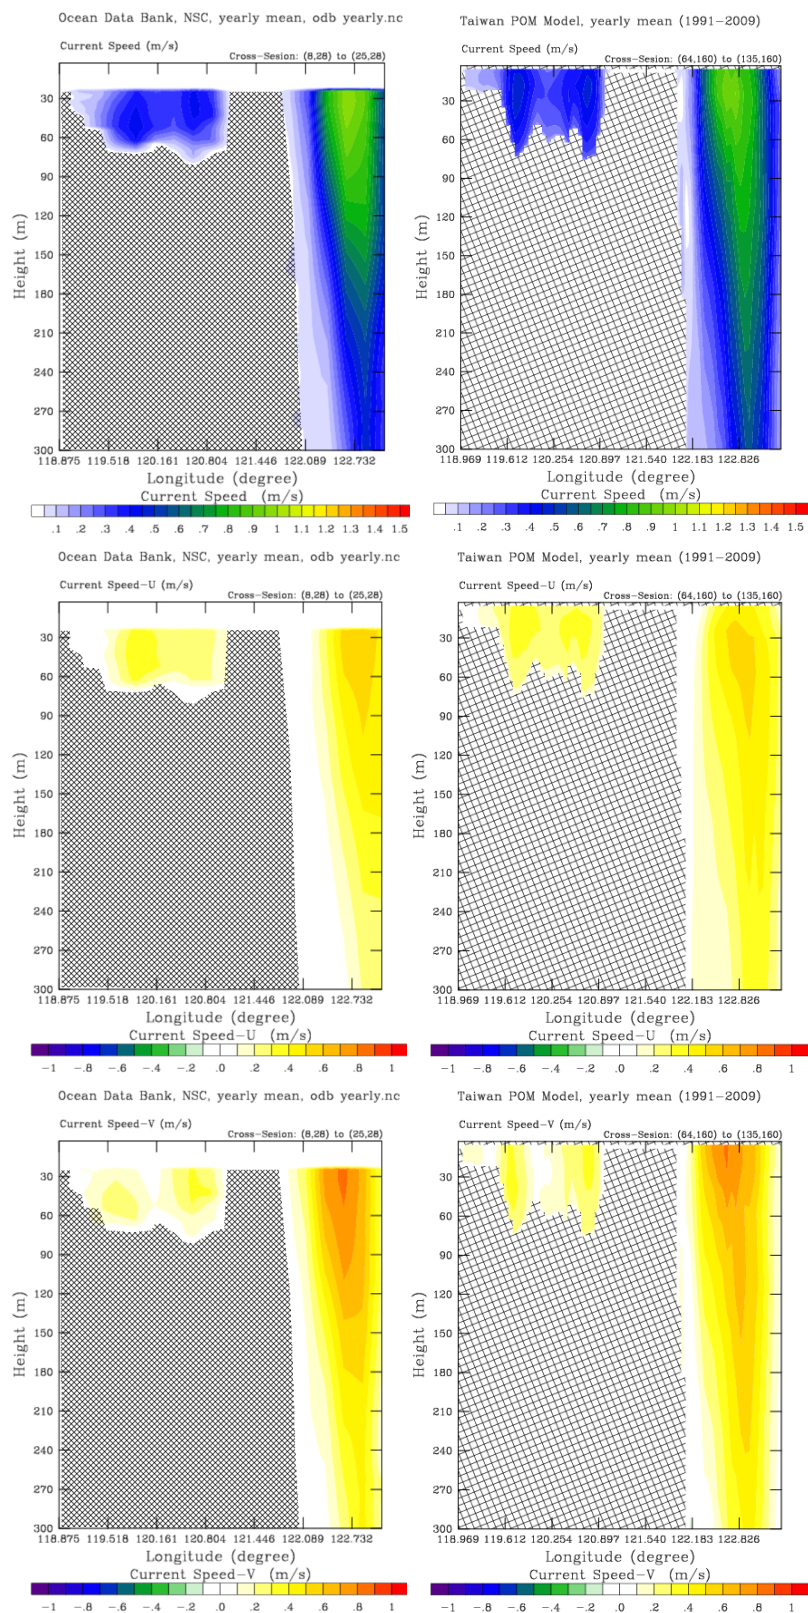 Ocean Data Bank, NSC, yearly mean, odb yearly.nc
Current Speed (m/s)
Cross-Sesion: (8,28) to (25,28)
30
60
90
120
150
180
210
240
270
300
Height (m)
118.875 119.518 120.161 120.804 121.446 122.089 122.732
Longitude (degree)
Current Speed (m/s)
.1 .2 .3 .4 .5 .6 .7 .8 .9 1 1.1 1.2 1.3 1.4 1.5
Taiwan POM Model, yearly mean (1991-2009)
Current Speed (m/s)
Cross-Sesion: (64,160) to (135,160)
30
60
90
120
150
180
210
240
270
300
Height (m)
118.969 119.612 120.254 120.897 121.540 122.183 122.826
Longitude (degree)
Current Speed (m/s)
.1 .2 .3 .4 .5 .6 .7 .8 .9 1 1.1 1.2 1.3 1.4 1.5
Ocean Data Bank, NSC, yearly mean, odb yearly.nc
Current Speed-U (m/s)
Cross-Sesion: (8,28) to (25,28)
30
60
90
120
150
180
210
240
270
300
Height (m)
118.875 119.518 120.161 120.804 121.446 122.089 122.732
Longitude (degree)
Current Speed-U (m/s)
-1 -.8 -.6 -.4 -.2 .0 .2 .4 .6 .8 1
Taiwan POM Model, yearly mean (1991-2009)
Current Speed-U (m/s)
Cross-Sesion: (64,160) to (135,160)
30
60
90
120
150
180
210
240
270
300
Height (m)
118.969 119.612 120.254 120.897 121.540 122.183 122.826
Longitude (degree)
Current Speed-U (m/s)
-1 -.8 -.6 -.4 -.2 .0 .2 .4 .6 .8 1
Ocean Data Bank, NSC, yearly mean, odb yearly.nc
Current Speed-V (m/s)
Cross-Sesion: (8,28) to (25,28)
30
60
90
120
150
180
210
240
270
300
Height (m)
118.875 119.518 120.161 120.804 121.446 122.089 122.732
Longitude (degree)
Current Speed-V (m/s)
-1 -.8 -.6 -.4 -.2 .0 .2 .4 .6 .8 1
Taiwan POM Model, yearly mean (1991-2009)
Current Speed-V (m/s)
Cross-Sesion: (64,160) to (135,160)
30
60
90
120
150
180
210
240
270
300
Height (m)
118.969 119.612 120.254 120.897 121.540 122.183 122.826
Longitude (degree)
Current Speed-V (m/s)
-1 -.8 -.6 -.4 -.2 .0 .2 .4 .6 .8 1